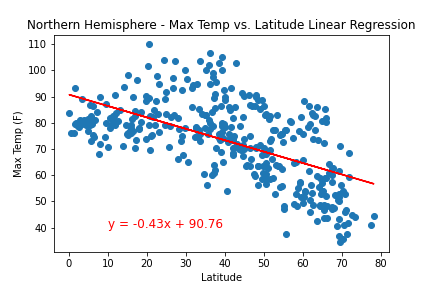 Northern Hemisphere - Max Temp vs. Latitude Linear Regression
110
100
90
80
70
60
50
40
Max Temp (F)
y = -0.43x + 90.76
0 10 20 30 40 50 60 70 80
Latitude